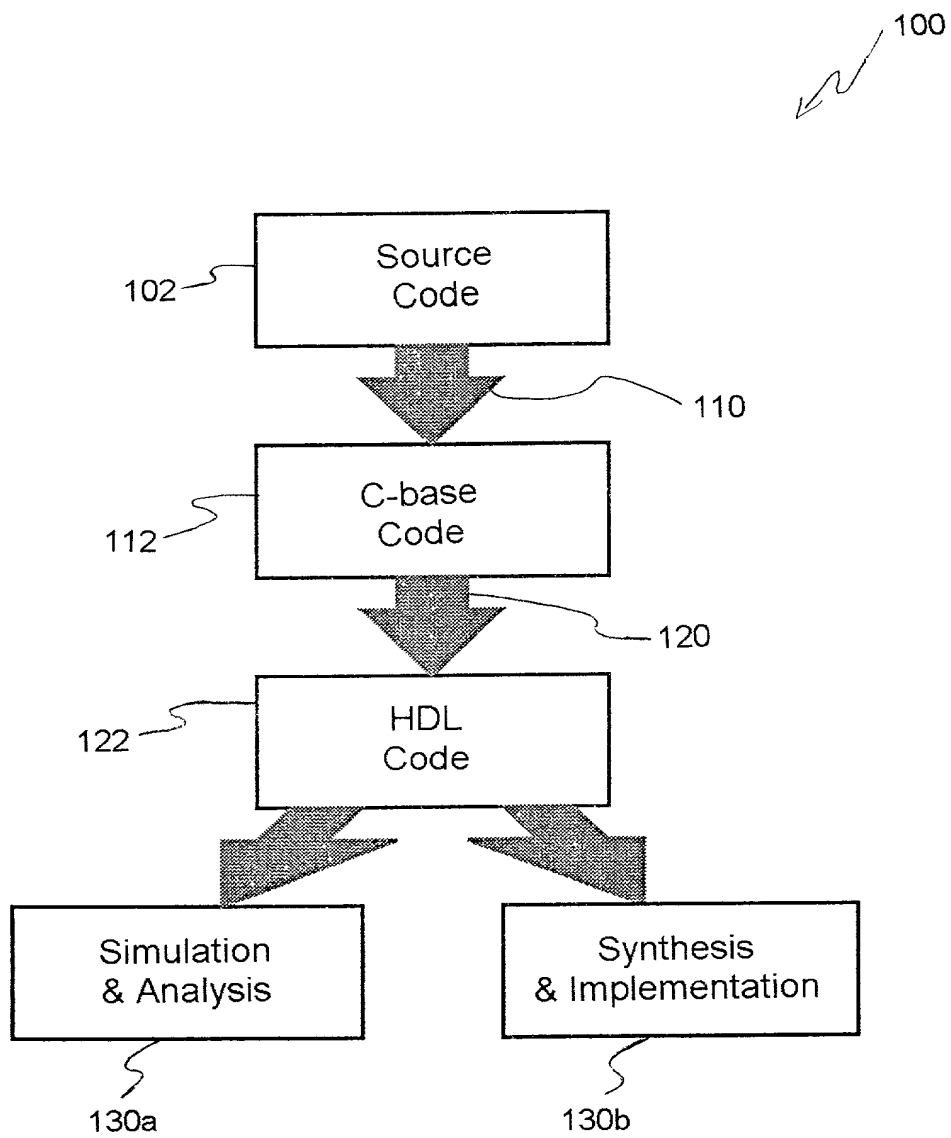 100
Source
Code
102
110
C-base
Code
112
120
HDL
Code
122
Simulation
& Analysis
Synthesis
& Implementation
130a
130b